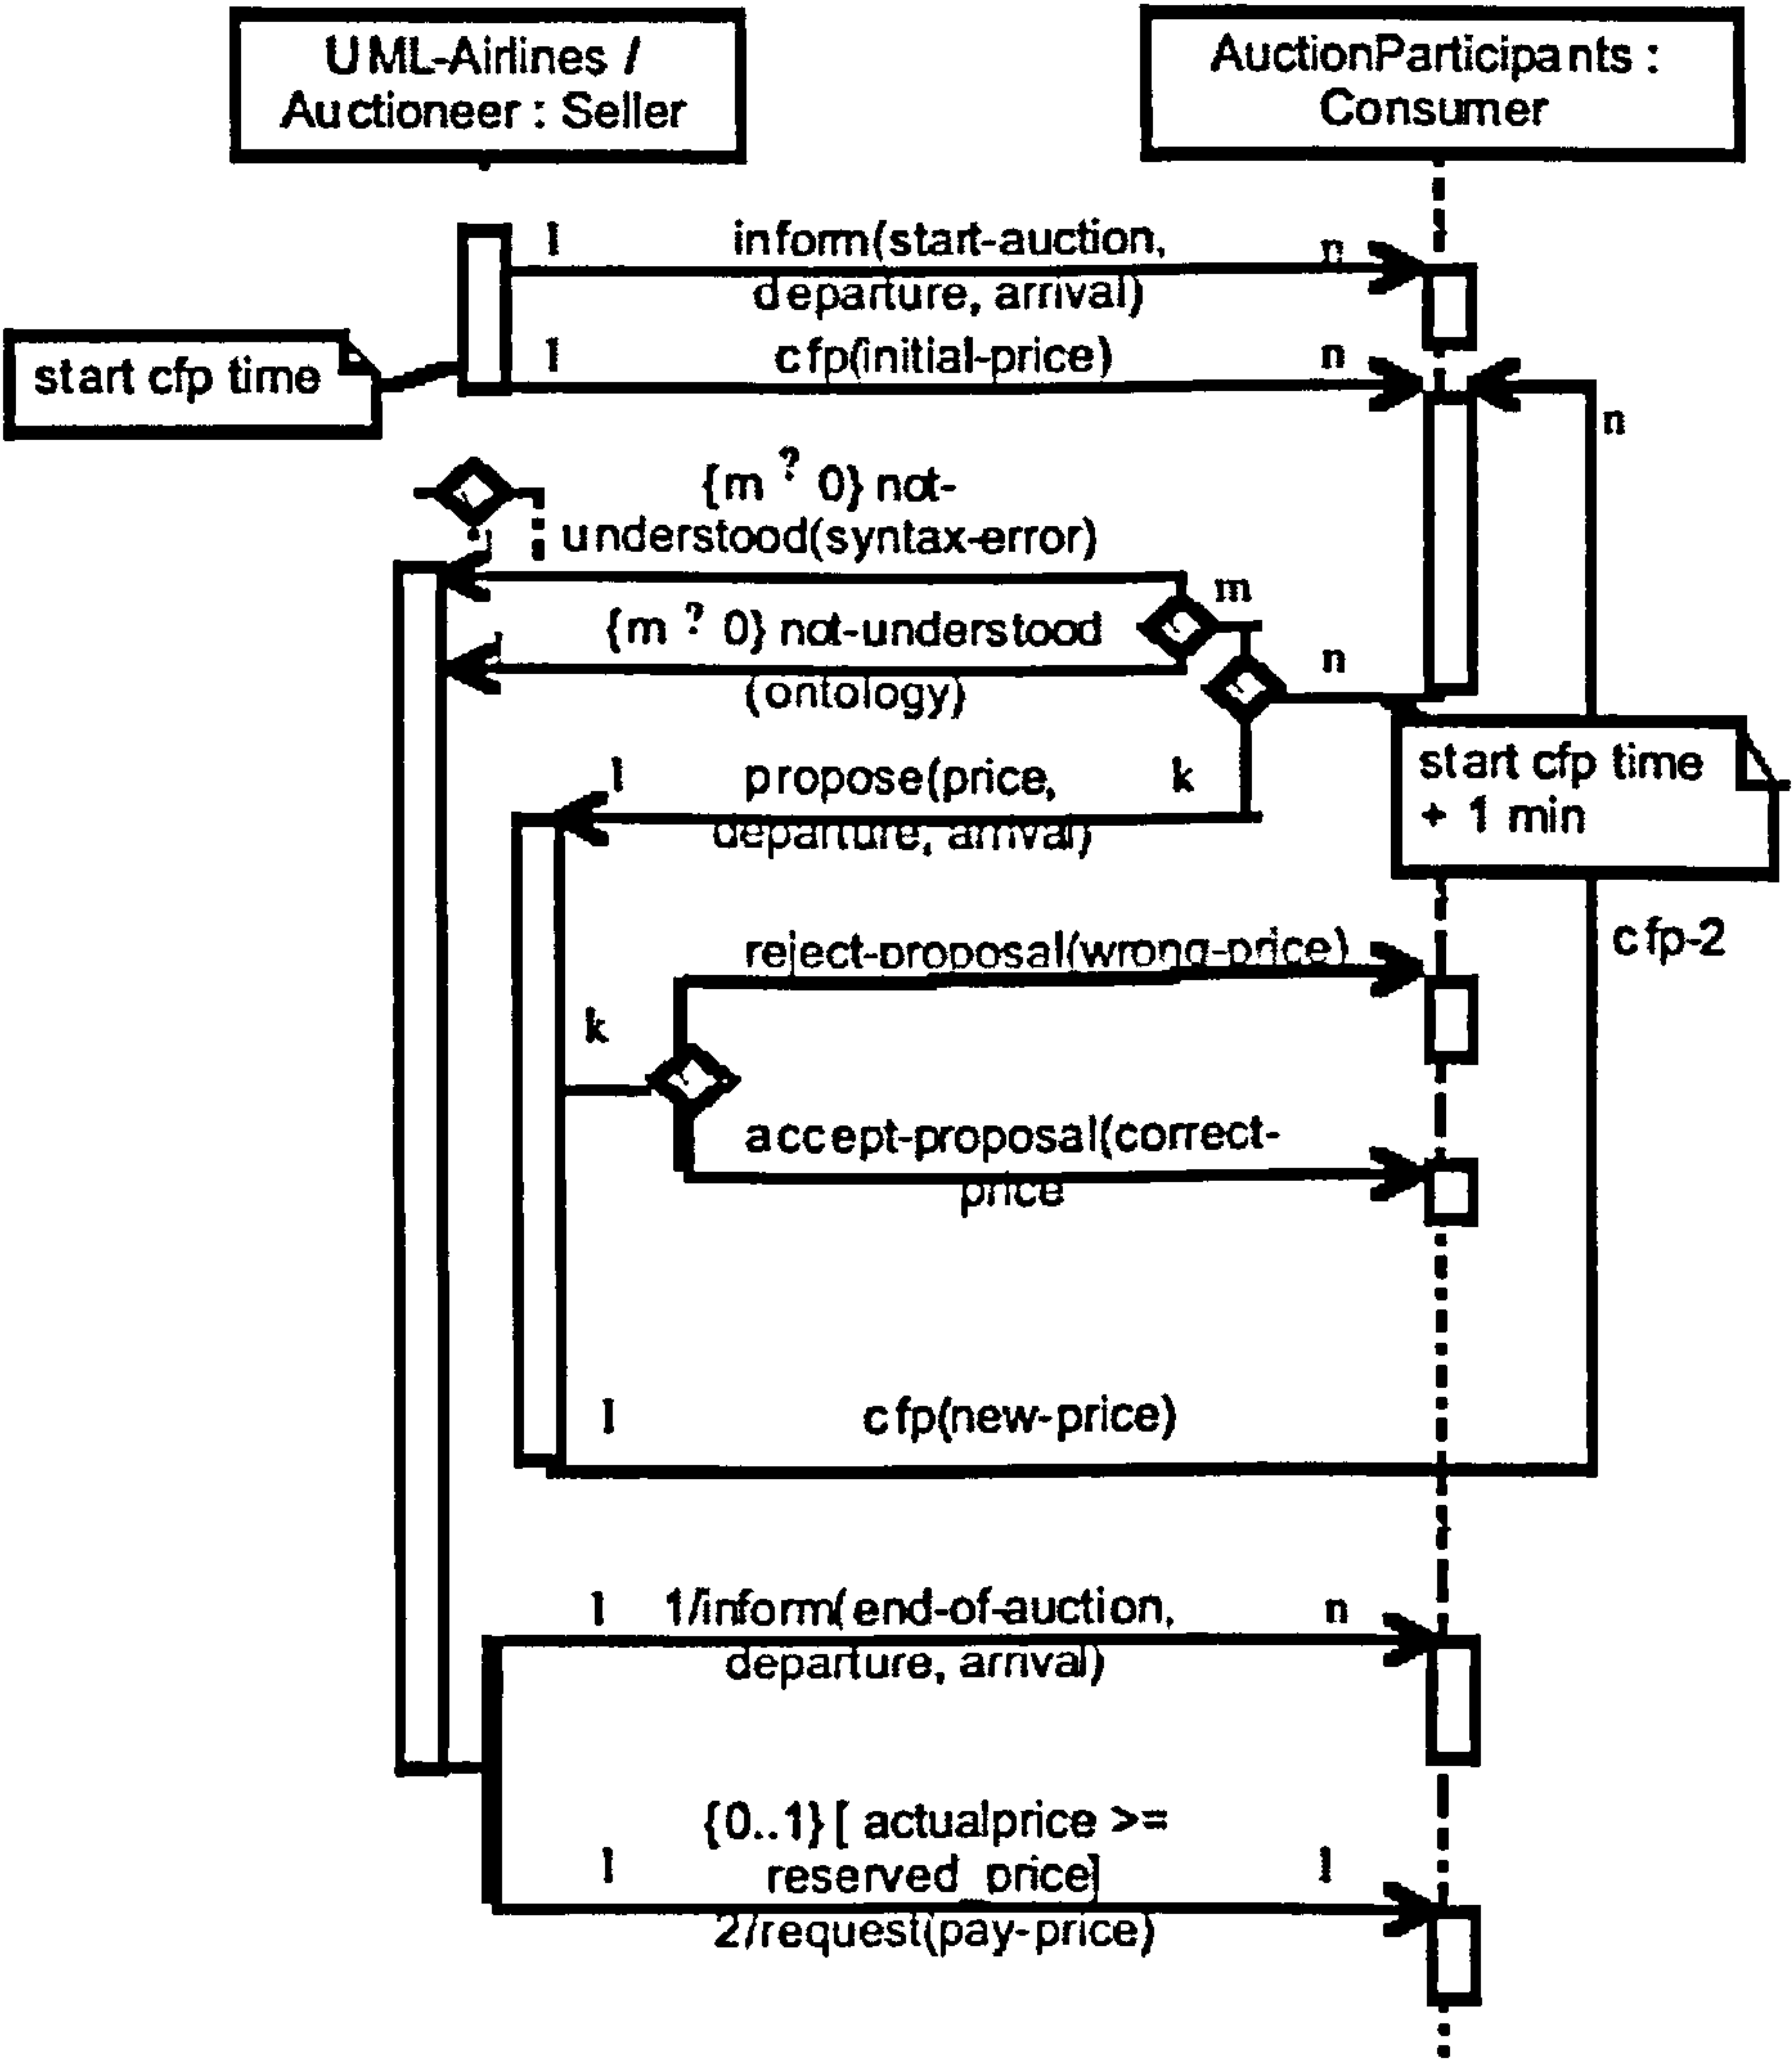 UML-Airlines /
Auctioneer : Seller
AuctionParticipants :
Consumer
1 inform(start-auction, n
departure, arrival)
start cfp time
1 cfp(initial-price) n
n
{m ? 0} not-
understood(syntax-error)
m
{m ? 0} not-understood
(ontology)
n
start cfp time
+ 1 min
1 propose(price, k
departure, arrival)
cfp-2
reject-proposal(wrong-price)
k
accept-proposal(correct-
price
1 cfp(new-price)
1 1/inform(end-of-auction, n
departure, arrival)
{0..1} [ actualprice >=
1 reserved price] 1
2/request(pay-price)